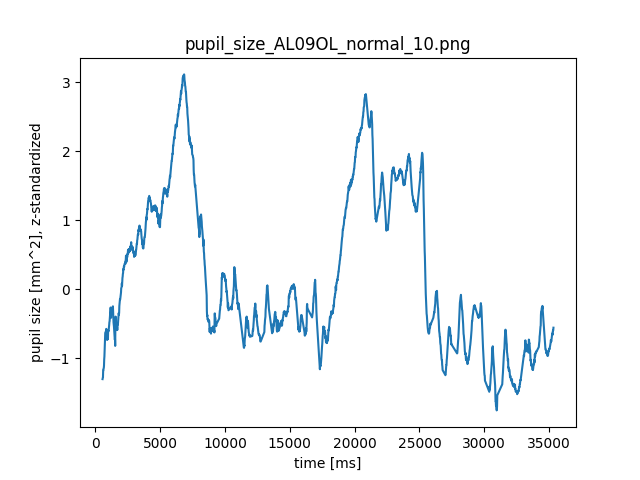 pupil_size_AL09OL_normal_10.png
pupil size [mm^2], z-standardized
3
2
1
0
−1
0 5000 10000 15000 20000 25000 30000 35000
time [ms]